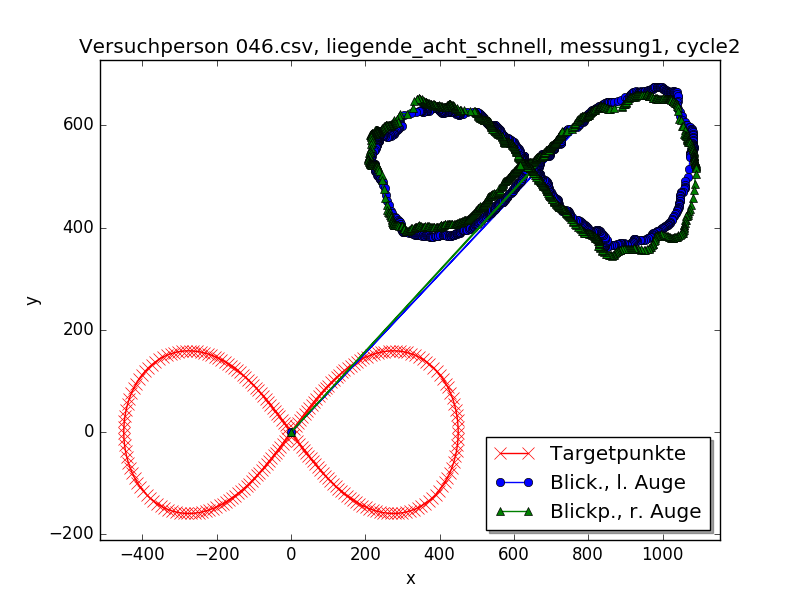 Versuchperson 046.csv, liegende_acht_schnell, messung1, cycle2
y
600
400
200
0
−200
−400
−200
0
200
400
600
800
1000
x
Targetpunkte
Blick., l. Auge
Blickp., r. Auge